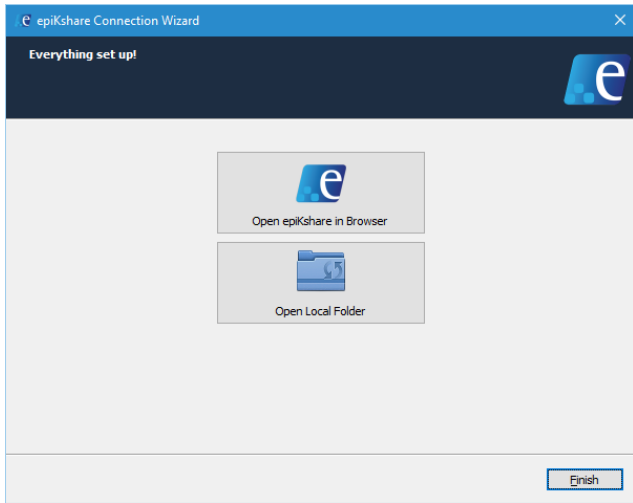 e epiKshare Connection Wizard
Everything set up!
e
e
Open epiKshare in Browser
Open Local Folder
Finish